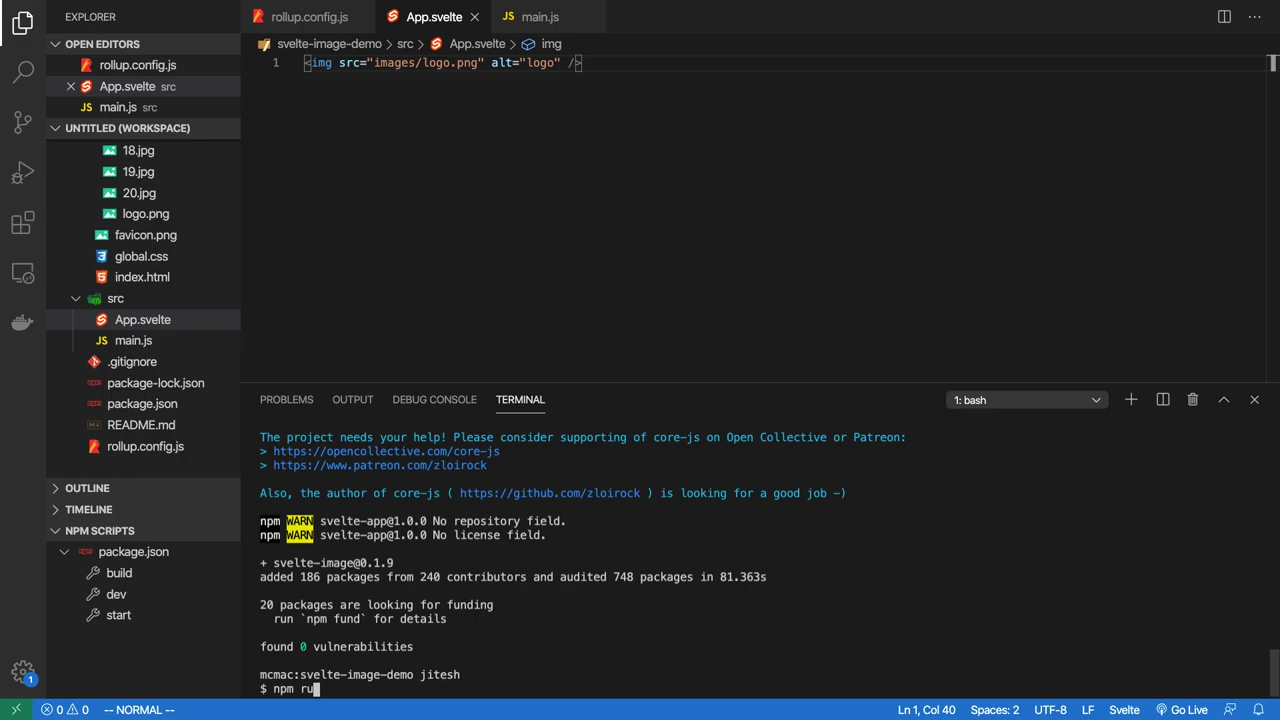 EXPLORER
OPEN EDITORS
rollup.config.js
App.svelte src
JS main.js src
UNTITLED (WORKSPACE)
18.jpg
19.jpg
20.jpg
logo.png
favicon.png
global.css
index.html
src
App.svelte
JS main.js
.gitignore
package-lock.json
package.json
README.md
rollup.config.js
OUTLINE
TIMELINE
NPM SCRIPTS
package.json
build
dev
start
1
rollup.config.js App.svelte JS main.js
svelte-image-demo › src › App.svelte › img
1 <img src="images/logo.png" alt="logo" />
PROBLEMS OUTPUT DEBUG CONSOLE TERMINAL 1: bash
The project needs your help! Please consider supporting of core-js on Open Collective or Patreon:
> https://opencollective.com/core-js
> https://www.patreon.com/zloirock
Also, the author of core-js ( https://github.com/zloirock ) is looking for a good job -)
npm WARN svelte-app@1.0.0 No repository field.
npm WARN svelte-app@1.0.0 No license field.
+ svelte-image@0.1.9
added 186 packages from 240 contributors and audited 748 packages in 81.363s
20 packages are looking for funding
run `npm fund` for details
found 0 vulnerabilities
mcmac:svelte-image-demo jitesh
$ npm ru
0 0 -- NORMAL -- Ln 1, Col 40 Spaces: 2 UTF-8 LF Svelte Go Live